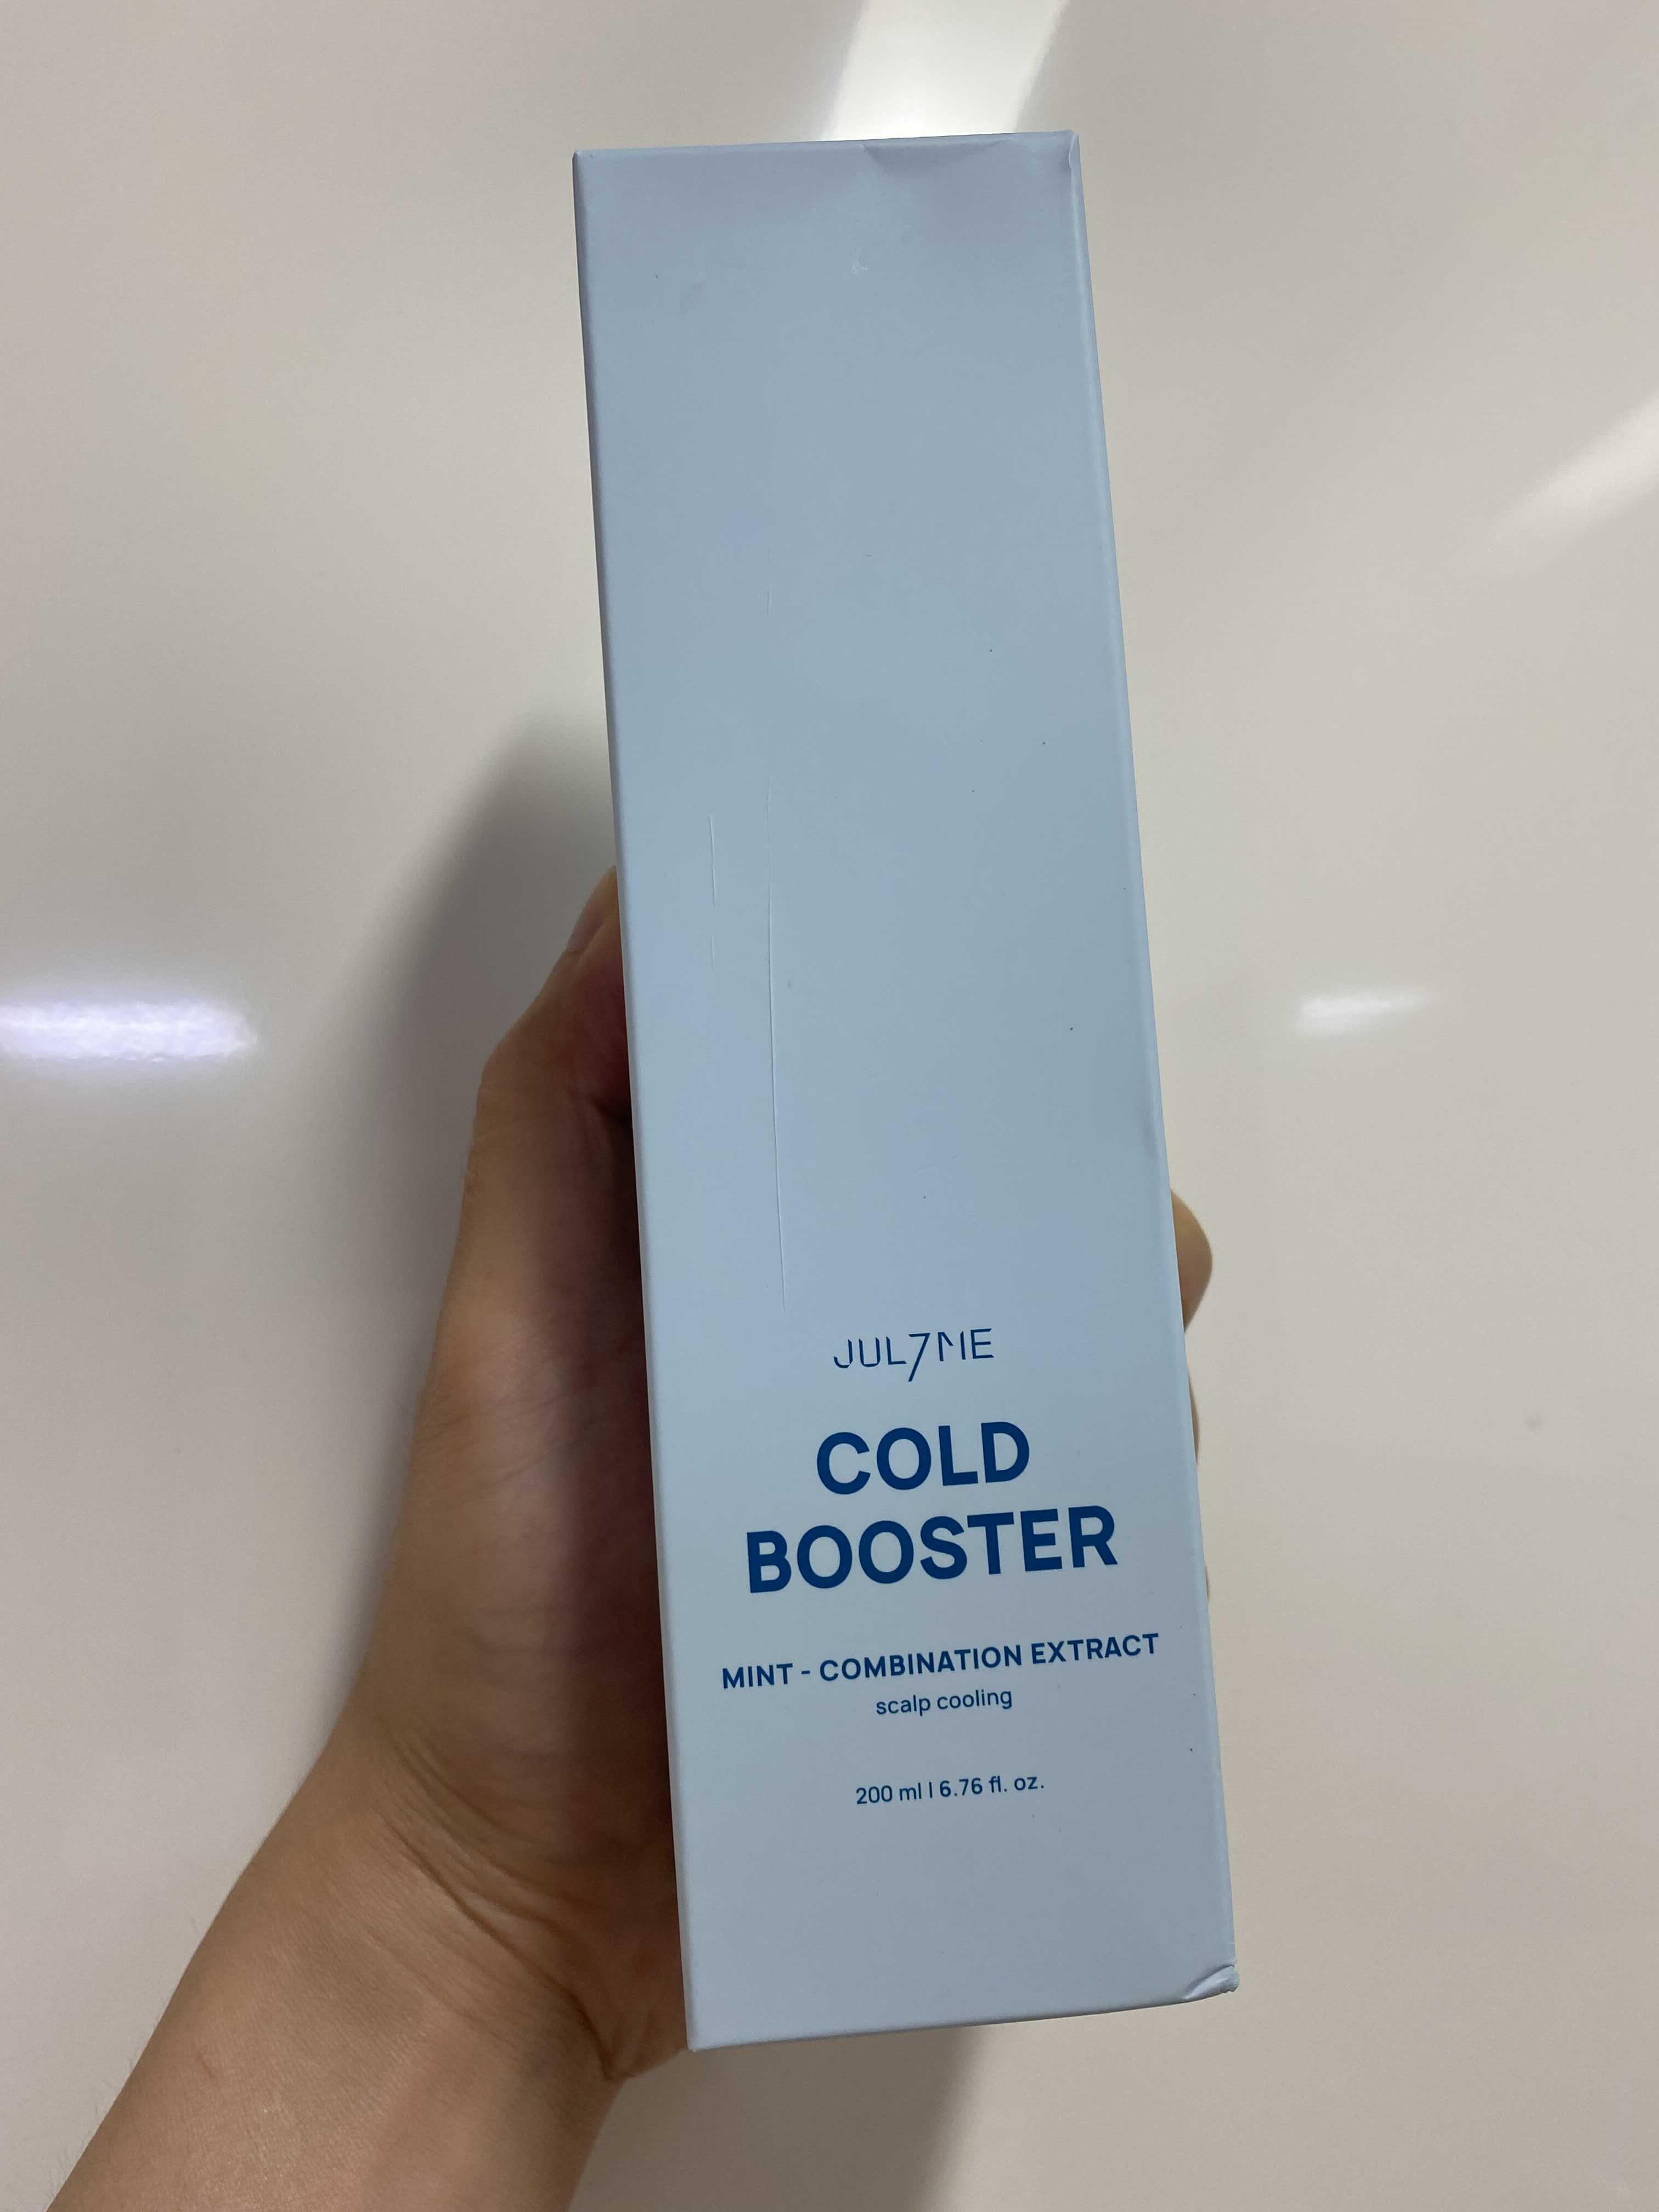 JUL7ME
COLD
BOOSTER
MINT - COMBINATION EXTRACT
scalp cooling
200 ml | 6.76 fl. oz.